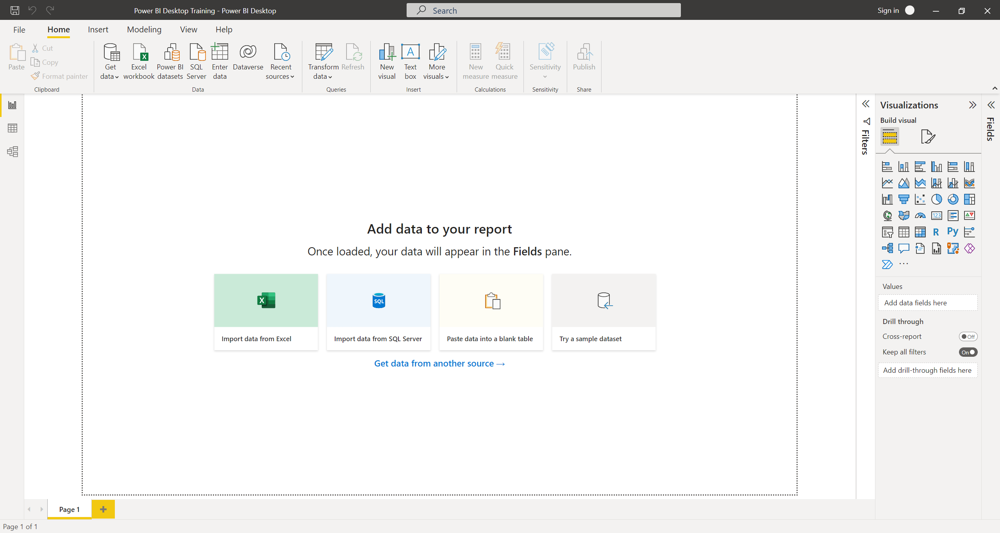 Power BI Desktop Training - Power BI Desktop
Search
Sign in
File Home Insert Modeling View Help
Paste
Cut
Copy
Format painter
Clipboard
Get data
Excel workbook
Power BI datasets
SQL Server
Enter data
Dataverse
Recent sources
Data
Transform data
Refresh
Queries
New visual
Text box
More visuals
Insert
New measure
Quick measure
Calculations
Sensitivity
Sensitivity
Publish
Share
Add data to your report
Once loaded, your data will appear in the Fields pane.
X
SQL
Import data from Excel
Import data from SQL Server
Paste data into a blank table
Try a sample dataset
Get data from another source →
Filters
Visualizations
Build visual
123
R
Py
Values
Add data fields here
Drill through
Cross-report
Off
Keep all filters
On
Add drill-through fields here
Fields
Page 1
Page 1 of 1